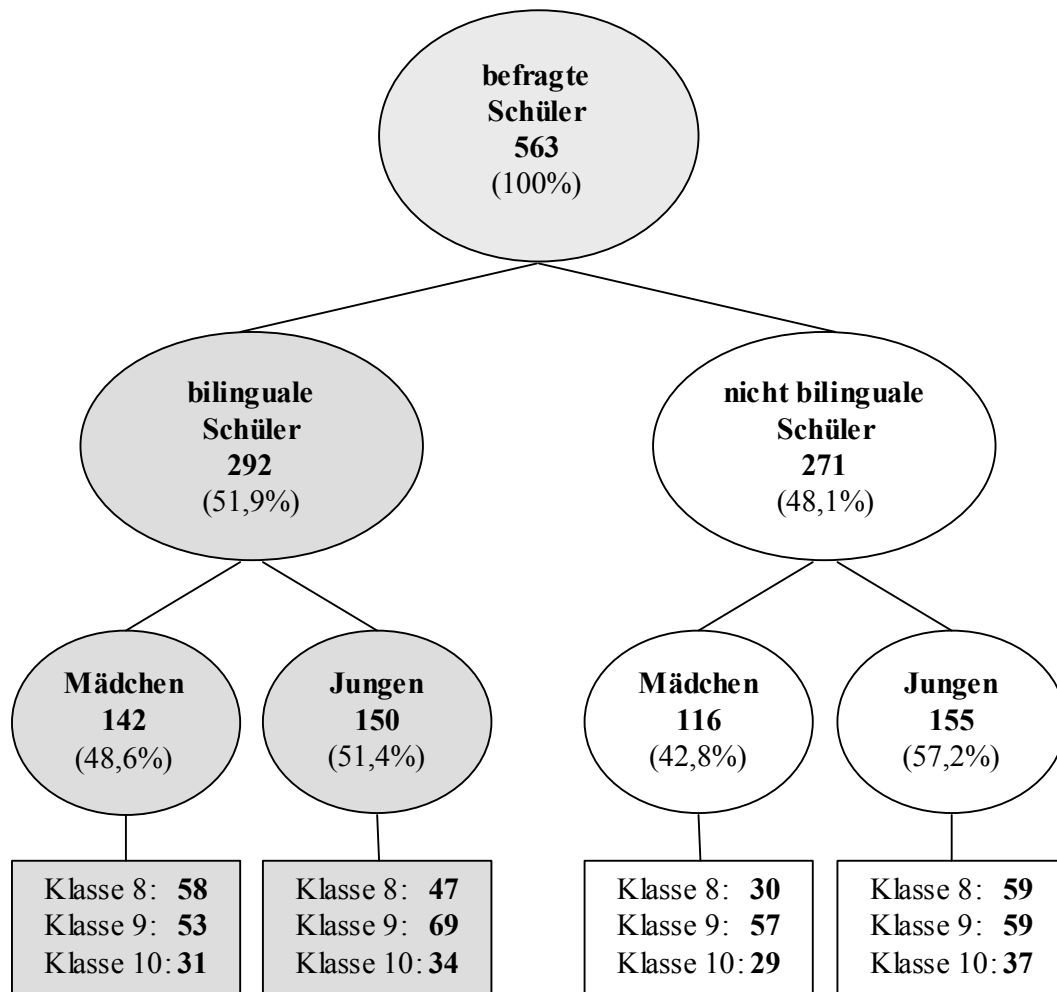 befragte
Schüler
563
(100%)
bilinguale
Schüler
292
(51,9%)
nicht bilinguale
Schüler
271
(48,1%)
Mädchen
142
(48,6%)
Jungen
150
(51,4%)
Mädchen
116
(42,8%)
Jungen
155
(57,2%)
Klasse 8: 58
Klasse 9: 53
Klasse 10: 31
Klasse 8: 47
Klasse 9: 69
Klasse 10: 34
Klasse 8: 30
Klasse 9: 57
Klasse 10: 29
Klasse 8: 59
Klasse 9: 59
Klasse 10: 37